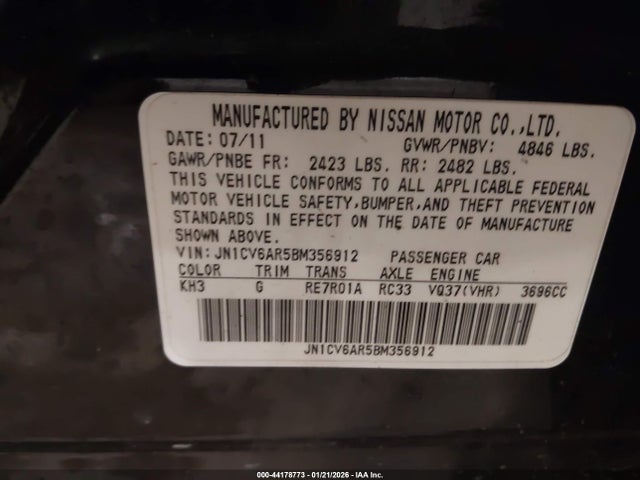 MANUFACTURED BY NISSAN MOTOR CO.,LTD.
DATE: 07/11 GVWR/PNBV: 4846 LBS.
GAWR/PNBE FR: 2423 LBS. RR: 2482 LBS.
THIS VEHICLE CONFORMS TO ALL APPLICABLE FEDERAL
MOTOR VEHICLE SAFETY,BUMPER,AND THEFT PREVENTION
STANDARDS IN EFFECT ON THE DATE OF MANUFACTURE
SHOWN ABOVE.
VIN: JN1CV6AR5BM356912 PASSENGER CAR
COLOR TRIM TRANS AXLE ENGINE
KH3 G RE7R01A RC33 VQ37(VHR) 3696CC
JN1CV6AR5BM356912
000-44178773 - 01/21/2026 - IAA Inc.